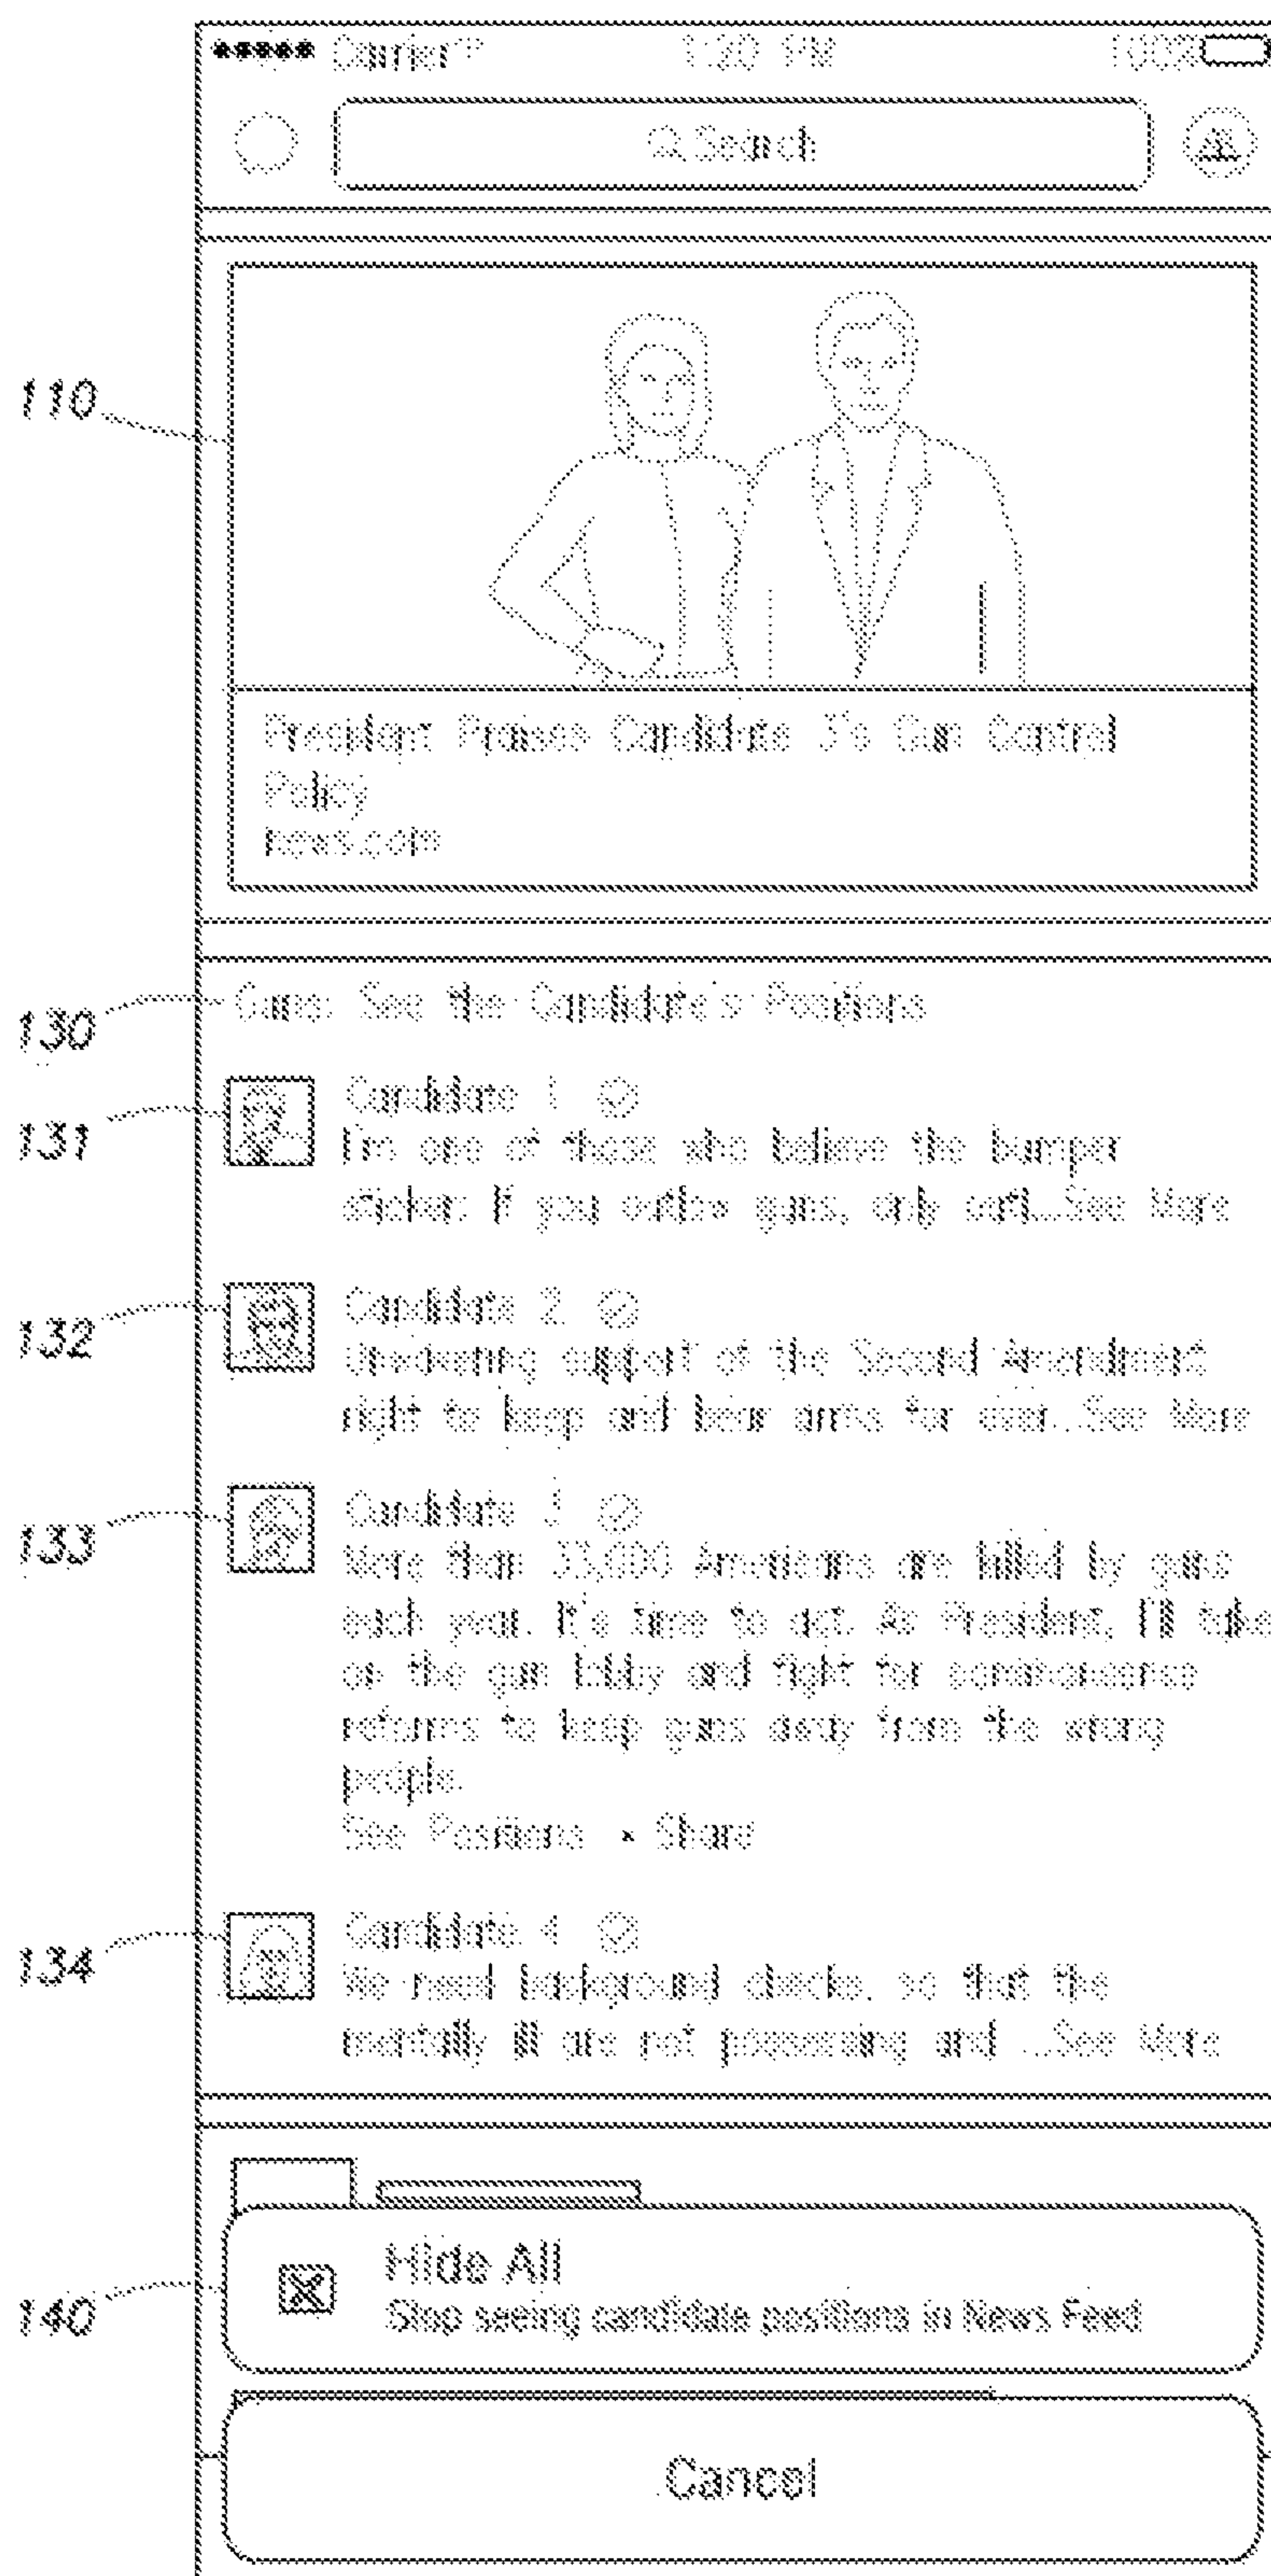 Carrier 1:20 PM 100%
Search
110
President Praises Candidate 3's Gun Control
Policy
news.com
130
Guns: See the Candidate's Positions
131
Candidate 1
I'm one of those who believe the bumper
sticker: If you outlaw guns, only outl...See More
132
Candidate 2
Unwavering support of the Second Amendment
right to keep and bear arms for ever...See More
133
Candidate 3
More than 33,000 Americans are killed by guns
each year. It's time to act. As President, I'll take
on the gun lobby and fight for commonsense
reforms to keep guns away from the wrong
people.
See Positions • Share
134
Candidate 4
We need background checks, so that the
mentally ill are not possessing and ...See More
140
Hide All
Stop seeing candidate positions in News Feed
Cancel